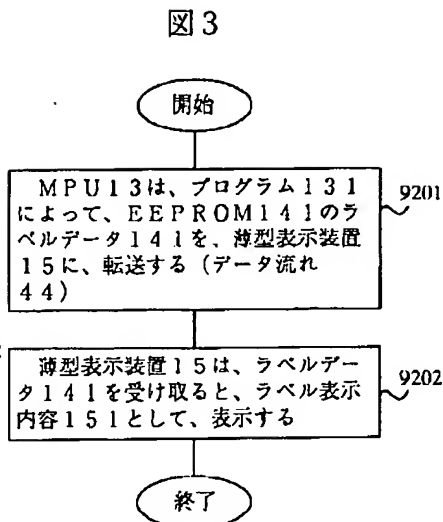 図3
開始
MPU13は、プログラム131
によって、EEPROM141のラ
ベルデータ141を、薄型表示装置
15に、転送する(データ流れ
44)
9201
薄型表示装置15は、ラベルデー
タ141を受け取ると、ラベル表示
内容151として、表示する
9202
終了